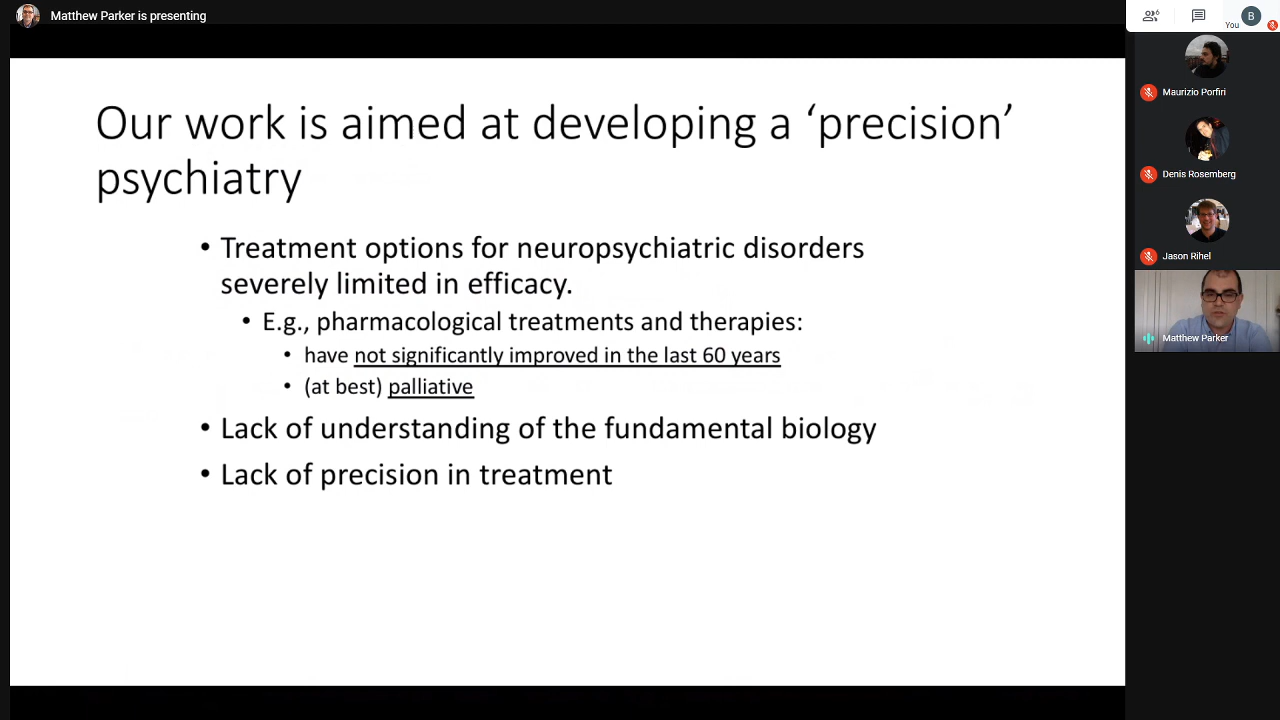 Matthew Parker is presenting
6
You
B
Our work is aimed at developing a ‘precision’
psychiatry
• Treatment options for neuropsychiatric disorders
severely limited in efficacy.
• E.g., pharmacological treatments and therapies:
• have not significantly improved in the last 60 years
• (at best) palliative
• Lack of understanding of the fundamental biology
• Lack of precision in treatment
Maurizio Porfiri
Denis Rosemberg
Jason Rihel
Matthew Parker